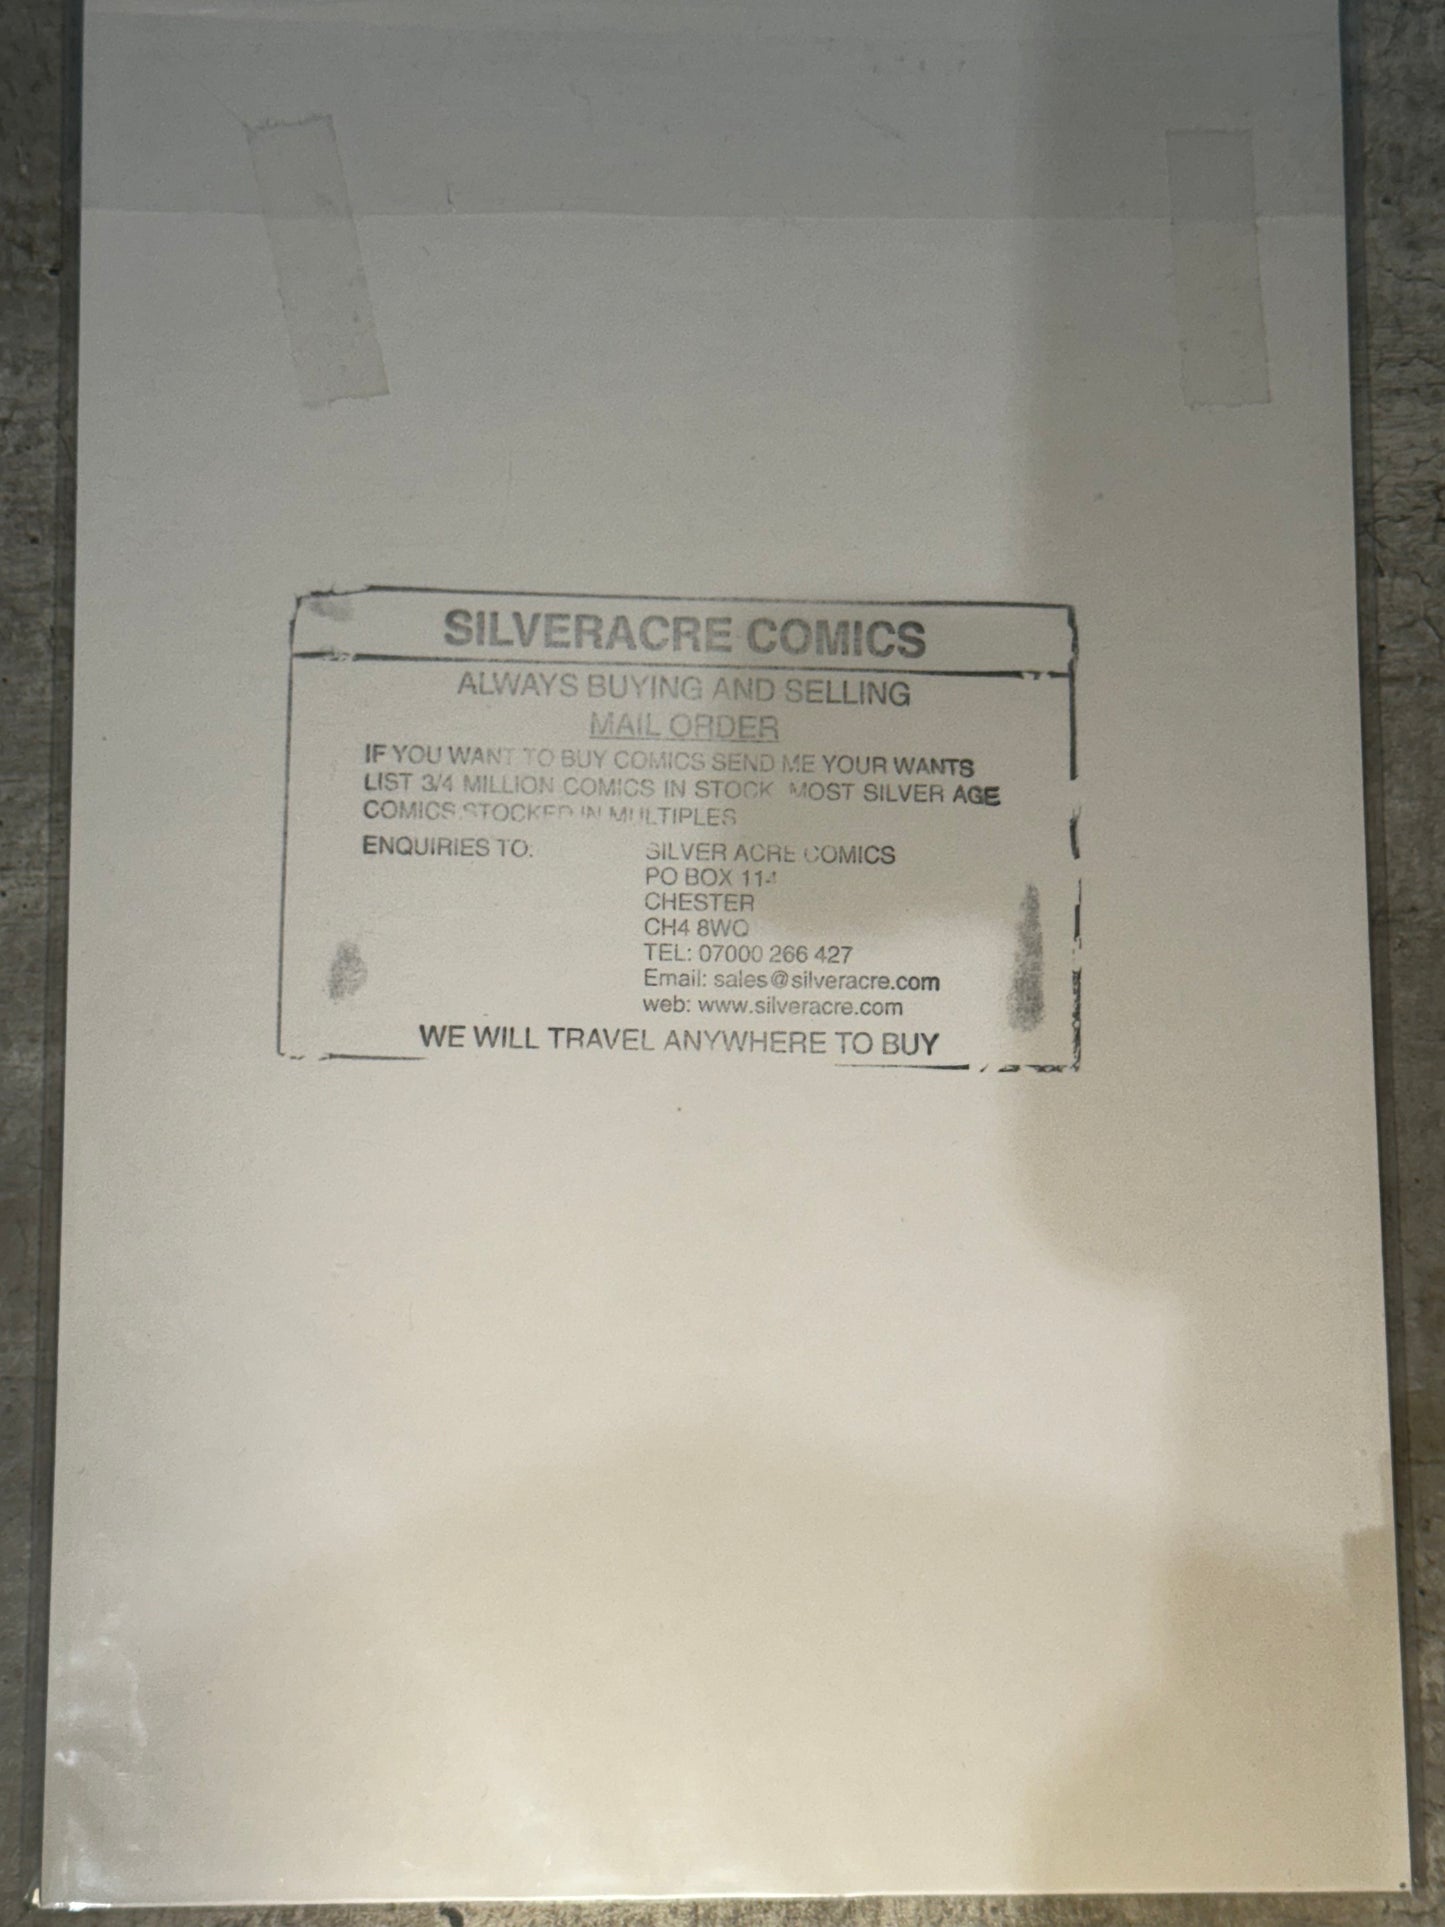 SILVERACRE COMICS
ALWAYS BUYING AND SELLING
MAIL ORDER
IF YOU WANT TO BUY COMICS SEND ME YOUR WANTS
LIST 3/4 MILLION COMICS IN STOCK MOST SILVER AGE
COMICS STOCKED IN MULTIPLES
ENQUIRIES TO: SILVER ACRE COMICS
PO BOX 114
CHESTER
CH4 8WQ
TEL: 07000 266 427
Email: sales@silveracre.com
web: www.silveracre.com
WE WILL TRAVEL ANYWHERE TO BUY